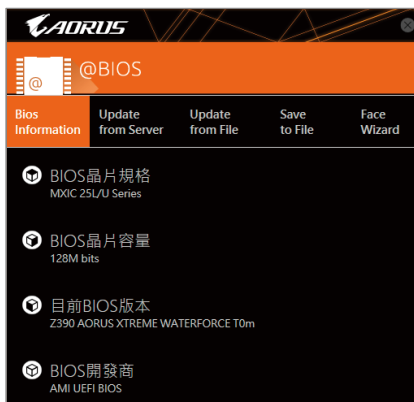 AORUS
@
@BIOS
Bios Information
Update from Server
Update from File
Save to File
Face Wizard
BIOS晶片規格
MXIC 25L/U Series
BIOS晶片容量
128M bits
目前BIOS版本
Z390 AORUS XTREME WATERFORCE T0m
BIOS開發商
AMI UEFI BIOS